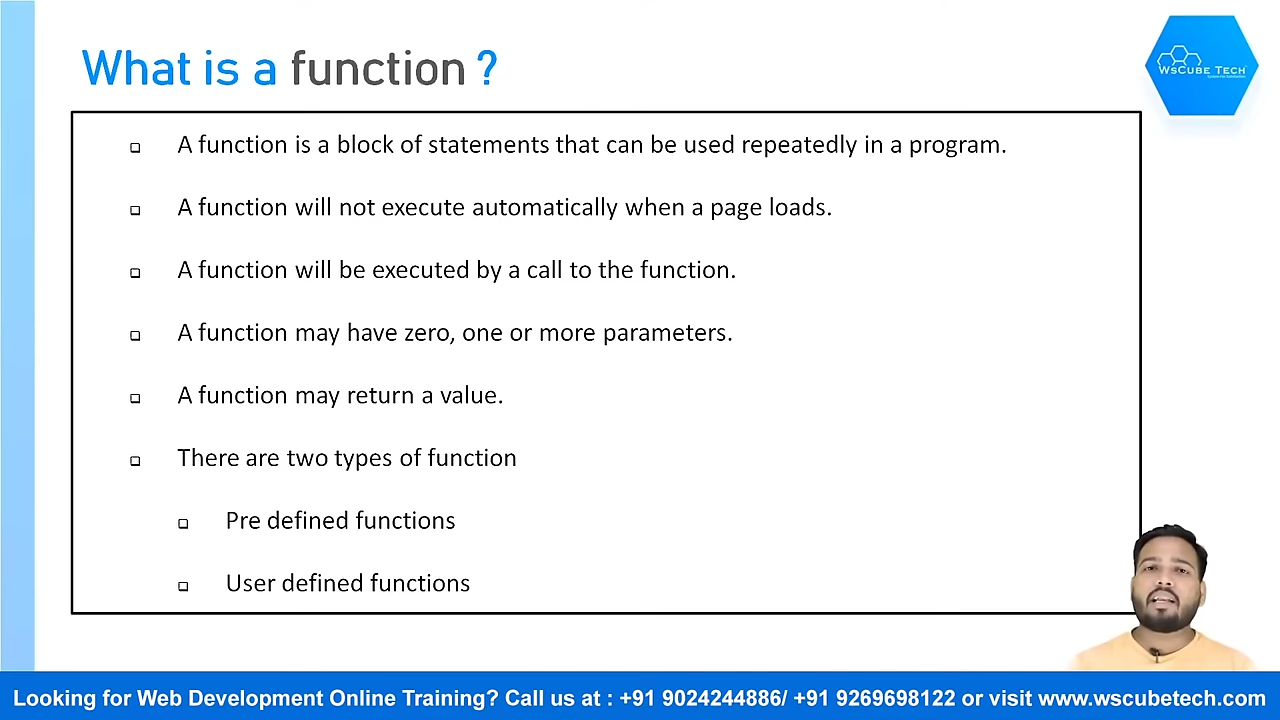 What is a function ?
WsCube Tech
A function is a block of statements that can be used repeatedly in a program.
A function will not execute automatically when a page loads.
A function will be executed by a call to the function.
A function may have zero, one or more parameters.
A function may return a value.
There are two types of function
Pre defined functions
User defined functions
Looking for Web Development Online Training? Call us at : +91 9024244886/ +91 9269698122 or visit www.wscubetech.com